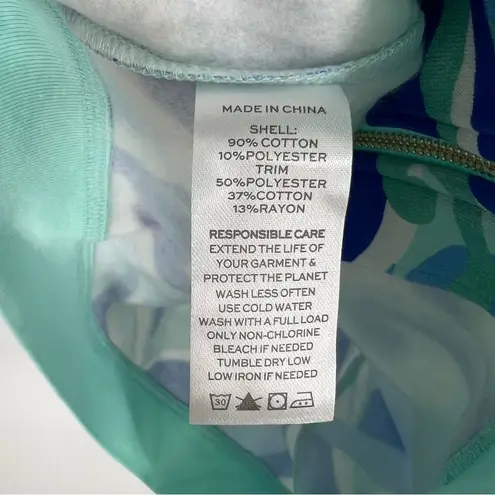 MADE IN CHINA
SHELL:
90% COTTON
10%POLYESTER
TRIM
50%POLYESTER
37%COTTON
13%RAYON
RESPONSIBLE CARE
EXTEND THE LIFE OF
YOUR GARMENT &
PROTECT THE PLANET
WASH LESS OFTEN
USE COLD WATER
WASH WITH A FULL LOAD
ONLY NON-CHLORINE
BLEACH IF NEEDED
TUMBLE DRY LOW
LOW IRON IF NEEDED
30